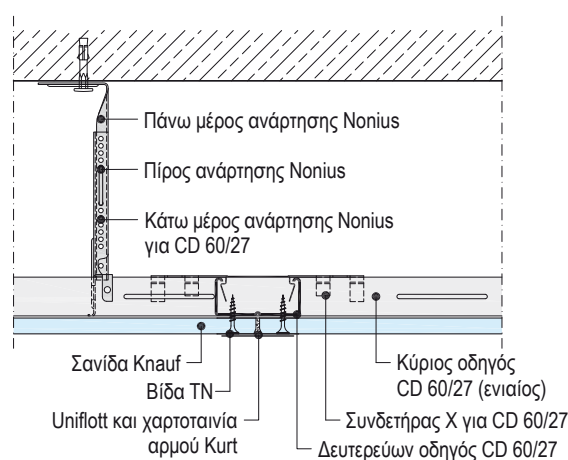 Πάνω μέρος ανάρτησης Nonius
Πίρος ανάρτησης Nonius
Κάτω μέρος ανάρτησης Nonius
για CD 60/27
Σανίδα Knauf
Βίδα TN
Uniflott και χαρτοταινία
αρμού Kurt
Κύριος οδηγός
CD 60/27 (ενιαίος)
Συνδετήρας X για CD 60/27
Δευτερεύων οδηγός CD 60/27